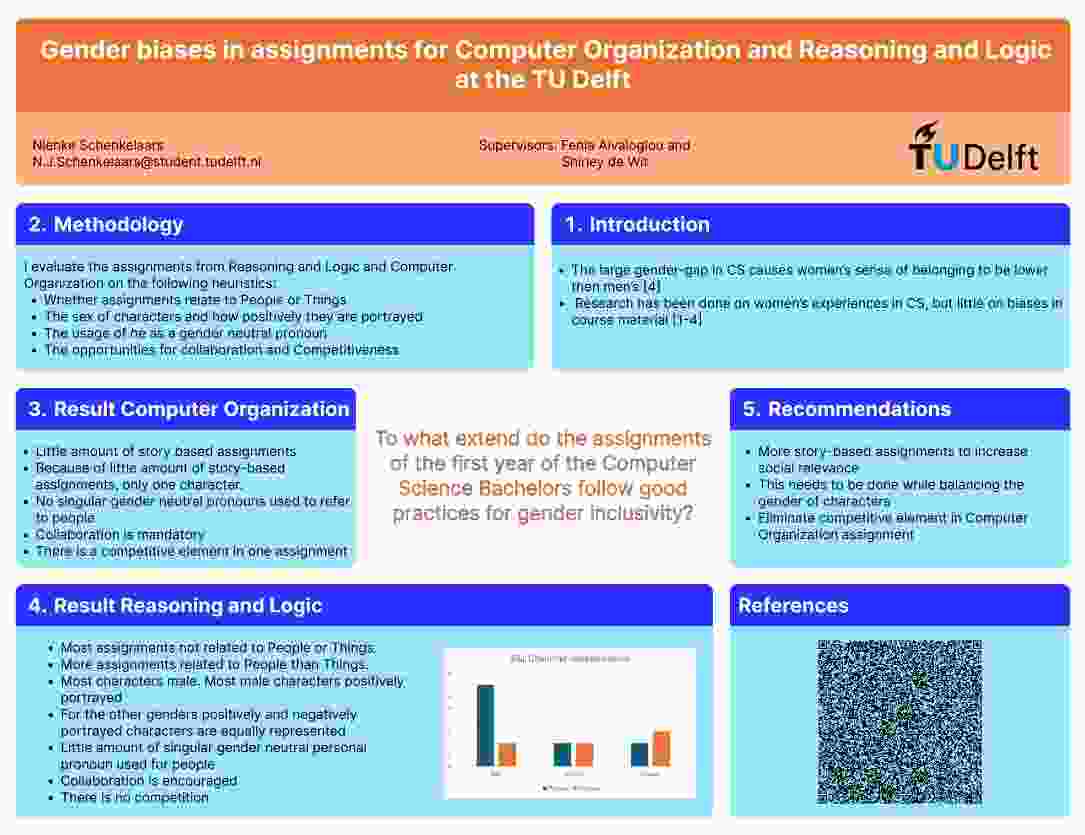 Gender biases in assignments for Computer Organization and Reasoning and Logic
at the TU Delft
Nienke Schenkelaars
N.J.Schenkelaars@student.tudelft.nl
Supervisors: Fenia Aivaloglou and
Shirley de Wit
TU Delft
2. Methodology
I evaluate the assignments from Reasoning and Logic and Computer
Organization on the following heuristics:
• Whether assignments relate to People or Things
• The sex of characters and how positively they are portrayed
• The usage of he as a gender neutral pronoun
• The opportunities for collaboration and Competitiveness
1. Introduction
• The large gender-gap in CS causes women's sense of belonging to be lower
then men's [4]
• Research has been done on women's experiences in CS, but little on biases in
course material [1-4]
3. Result Computer Organization
• Little amount of story based assignments
• Because of little amount of story-based
assignments, only one character.
• No singular gender neutral pronouns used to refer
to people
• Collaboration is mandatory
• There is a competitive element in one assignment
To what extend do the assignments
of the first year of the Computer
Science Bachelors follow good
practices for gender inclusivity?
5. Recommendations
• More story-based assignments to increase
social relevance
• This needs to be done while balancing the
gender of characters
• Eliminate competitive element in Computer
Organization assignment
4. Result Reasoning and Logic
• Most assignments not related to People or Things.
• More assignments related to People than Things.
• Most characters male. Most male characters positively
portrayed
• For the other genders positively and negatively
portrayed characters are equally represented
• Little amount of singular gender neutral personal
pronoun used for people
• Collaboration is encouraged
• There is no competition
References